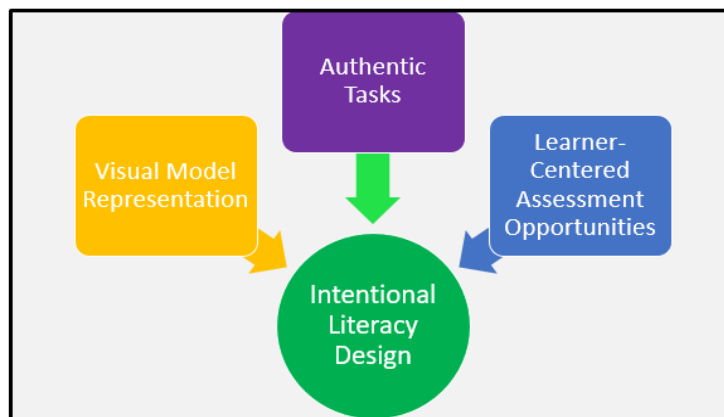 Authentic
Tasks
Visual Model
Representation
Learner-
Centered
Assessment
Opportunities
Intentional
Literacy
Design